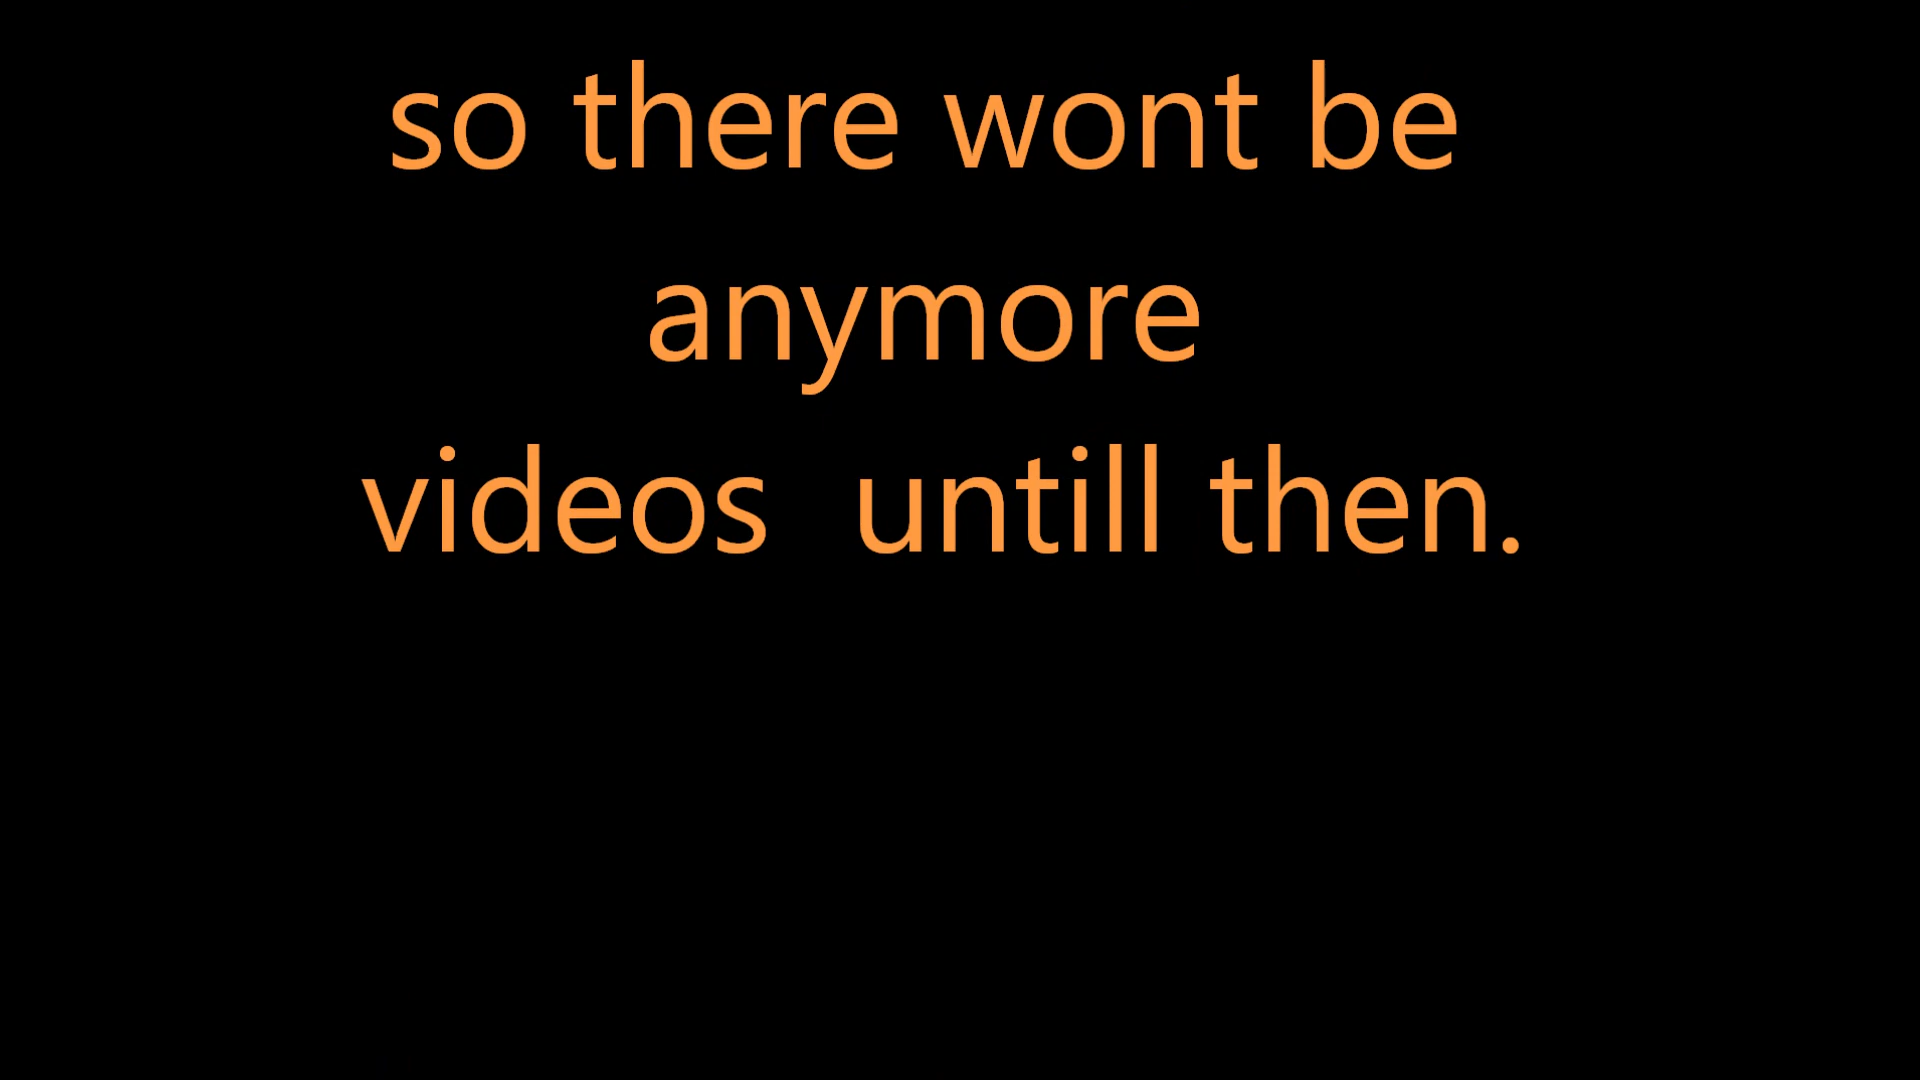 so there wont be
anymore
videos  untill then.